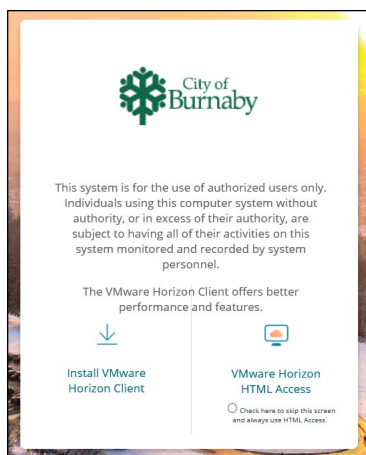 City of
Burnaby
This system is for the use of authorized users only.
Individuals using this computer system without
authority, or in excess of their authority, are
subject to having all of their activities on this
system monitored and recorded by system
personnel.
The VMware Horizon Client offers better
performance and features.
Install VMware
Horizon Client
VMware Horizon
HTML Access
Check here to skip this screen
and always use HTML Access.